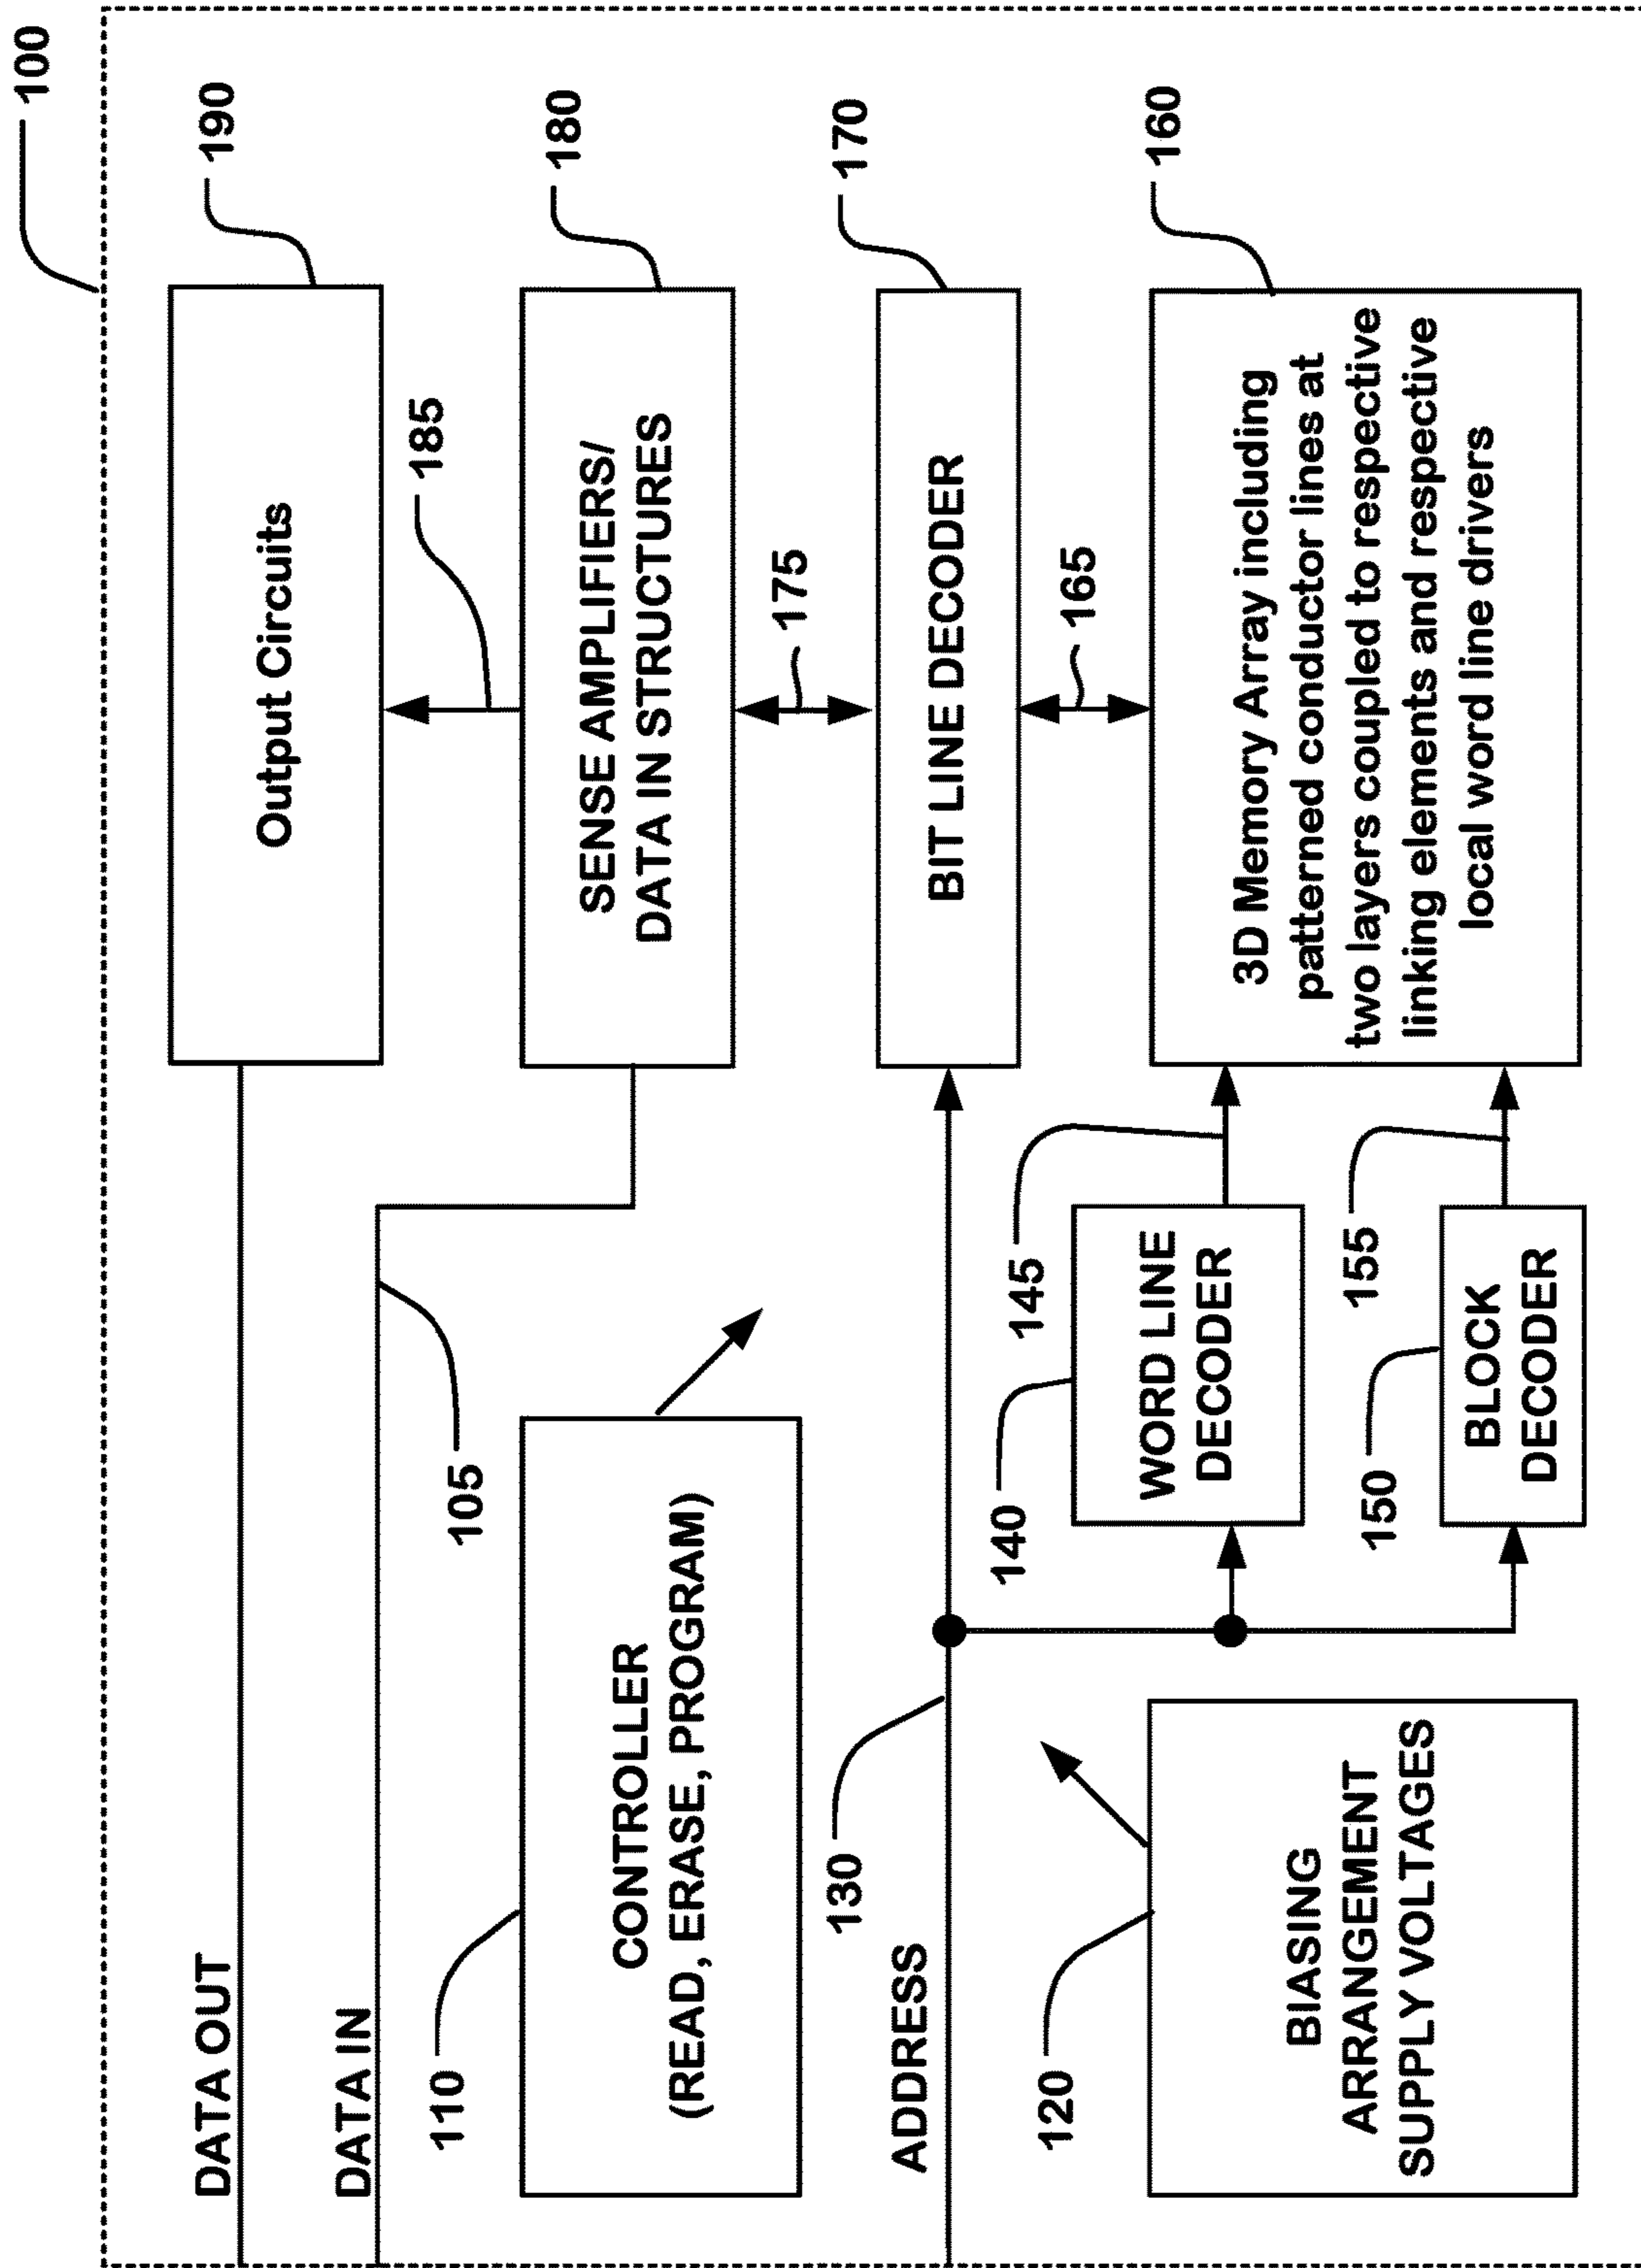 100
DATA OUT
Output Circuits
190
DATA IN
105
185
SENSE AMPLIFIERS/
DATA IN STRUCTURES
180
110
CONTROLLER
(READ, ERASE, PROGRAM)
175
130
ADDRESS
BIT LINE DECODER
170
165
120
BIASING
ARRANGEMENT
SUPPLY VOLTAGES
140
WORD LINE
DECODER
145
150
BLOCK
DECODER
155
3D Memory Array including
patterned conductor lines at
two layers coupled to respective
linking elements and respective
local word line drivers
160